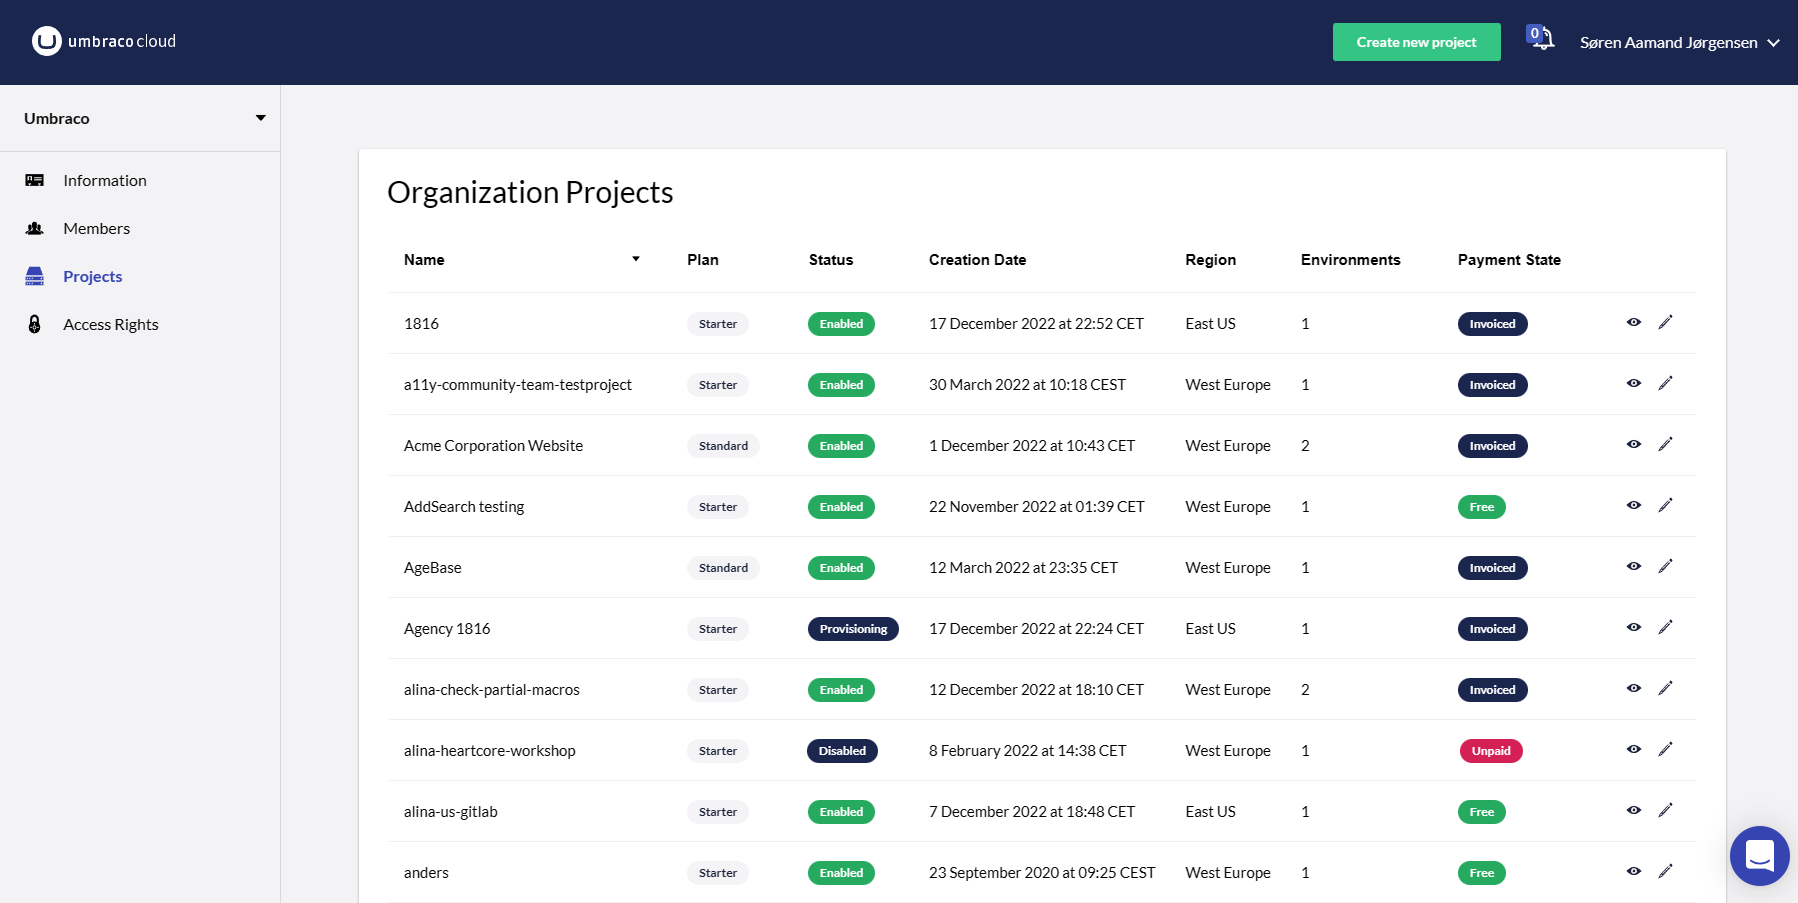 umbraco cloud
Create new project
0
Søren Aamand Jørgensen
Umbraco
Information
Members
Projects
Access Rights
Organization Projects
Name Plan Status Creation Date Region Environments Payment State
1816 Starter Enabled 17 December 2022 at 22:52 CET East US 1 Invoiced
a11y-community-team-testproject Starter Enabled 30 March 2022 at 10:18 CEST West Europe 1 Invoiced
Acme Corporation Website Standard Enabled 1 December 2022 at 10:43 CET West Europe 2 Invoiced
AddSearch testing Starter Enabled 22 November 2022 at 01:39 CET West Europe 1 Free
AgeBase Standard Enabled 12 March 2022 at 23:35 CET West Europe 1 Invoiced
Agency 1816 Starter Provisioning 17 December 2022 at 22:24 CET East US 1 Invoiced
alina-check-partial-macros Starter Enabled 12 December 2022 at 18:10 CET West Europe 2 Invoiced
alina-heartcore-workshop Starter Disabled 8 February 2022 at 14:38 CET West Europe 1 Unpaid
alina-us-gitlab Starter Enabled 7 December 2022 at 18:48 CET East US 1 Free
anders Starter Enabled 23 September 2020 at 09:25 CEST West Europe 1 Free